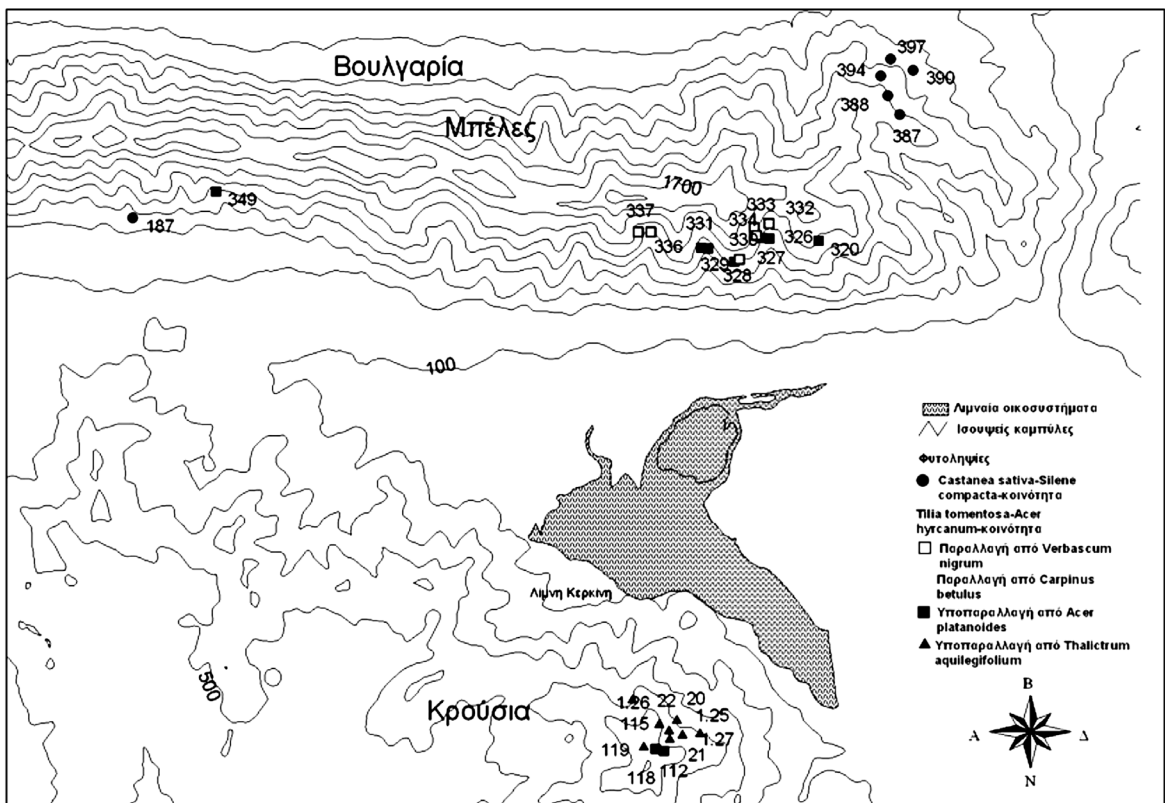 Βουλγαρία
Μπέλες
397
394
390
388
387
1700
349
187
337
336
331
333
334
332
330
326
320
329
327
328
100
Λιμναία οικοσυστήματα
Ισουψείς καμπύλες
Φυτοληψίες
Castanea sativa-Silene
compacta-κοινότητα
Tilia tomentosa-Acer
hyrcanum-κοινότητα
Παραλλαγή από Verbascum
nigrum
Παραλλαγή από Carpinus
betulus
Υποπαραλλαγή από Acer
platanoides
Υποπαραλλαγή από Thalictrum
aquilegifolium
Λίμνη Κερκίνη
500
Κρούσια
1.26
22
20
1.25
115
1.27
119
21
118
112
Β
Α
Δ
Ν